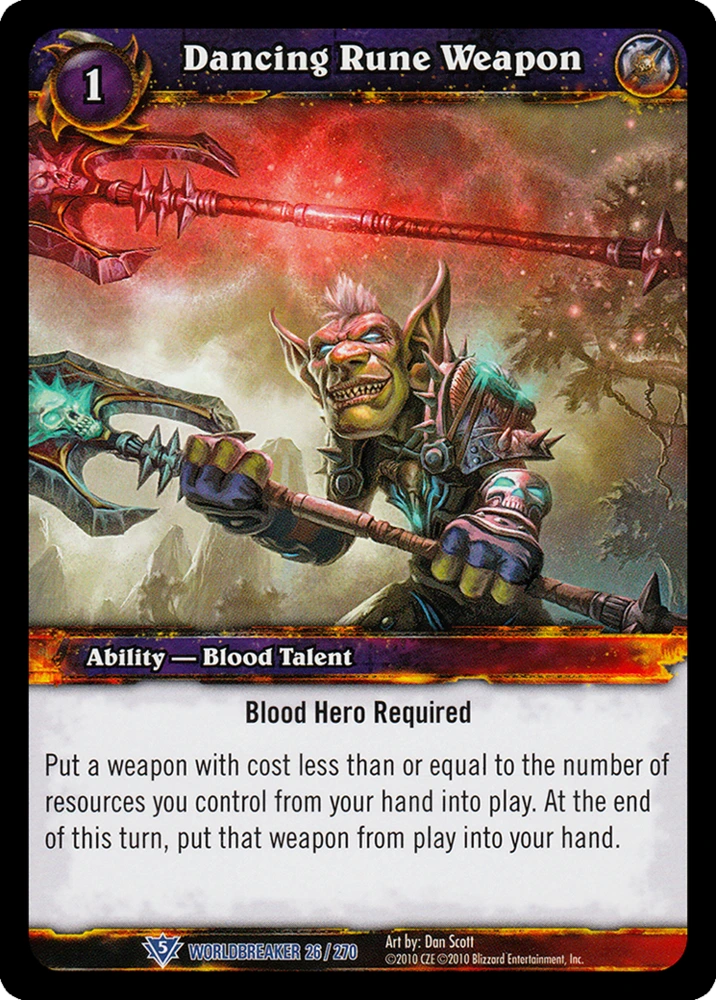 1
Dancing Rune Weapon
Ability — Blood Talent
Blood Hero Required
Put a weapon with cost less than or equal to the number of
resources you control from your hand into play. At the end
of this turn, put that weapon from play into your hand.
5
WORLDBREAKER 26/270
Art by: Dan Scott
©2010 CZE ©2010 Blizzard Entertainment, Inc.